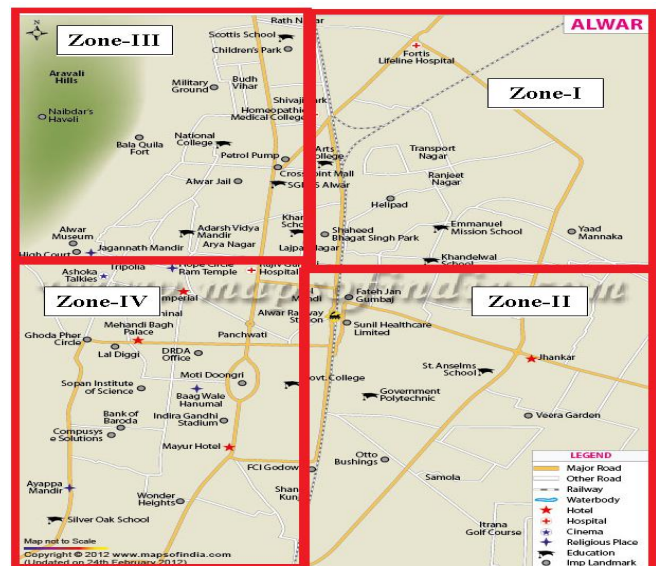 ALWAR
Zone-III
Rath Nagar
Scottis School
Children's Park
Aravali
Hills
Military
Ground
Budh
Vihar
Naibdar's
Haveli
Shivaji Park
Homeopathic
Medical College
Bala Quila
Fort
National
College
Petrol Pump
Alwar Jail
Alwar
Museum
High Court
Jagannath Mandir
Adarsh Vidya
Mandir
Arya Nagar
Zone-I
Fortis
Lifeline Hospital
Arts
College
Cross Point Mall
Alwar
Transport
Nagar
Ranjeet
Nagar
Helipad
Shaheed
Bhagat Singh Park
Lajpat Nagar
Emmanuel
Mission School
Khandelwal
School
Yaad
Mannaka
Zone-IV
Ashoka
Talkies
Tripolia
Hope Circle
Ram Temple
Hospital
Imperial
Mehandi Bagh
Palace
Ghoda Pher
Circle
Lal Diggi
DRDA
Office
Panchwati
Alwar Railway
Station
Moti Doongri
Sopan Institute
of Science
Baag Wale
Hanumal
Bank of
Baroda
Indira Gandhi
Stadium
Compusys
e Solutions
Mayur Hotel
Ayappa
Mandir
Wonder
Heights
Silver Oak School
Map not to Scale
Copyright © 2012 www.mapsofindia.com
(Updated on 24th February 2012)
Zone-II
www.mapsofindia.com
Fateh Jan
Gumbaj
Sunil Healthcare
Limited
Jhankar
St. Anselms
School
Govt. College
Government
Polytechnic
Veera Garden
FCI Godown
Otto
Bushings
Samola
Itrana
Golf Course
LEGEND
Major Road
Other Road
Railway
Waterbody
Hotel
Hospital
Cinema
Religious Place
Education
Imp Landmark